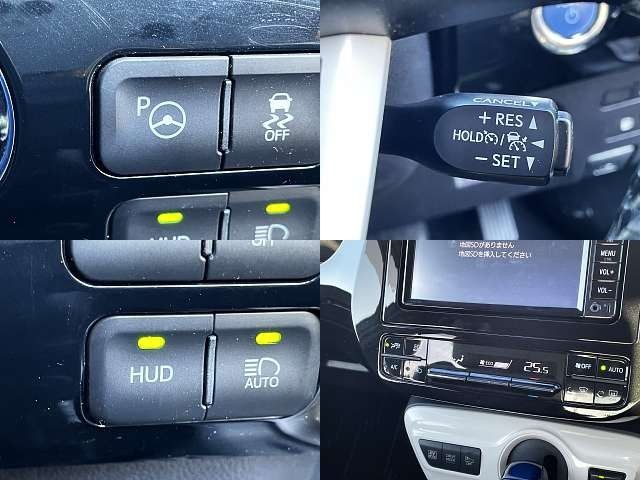 P
OFF
CANCEL
+ RES ▲
HOLD / ◄
− SET ▼
HUD
AUTO
地図SDがありません
地図SDを挿入してください
MENU
VOL+
VOL-
A/C
ECO
25.5
OFF
AUTO